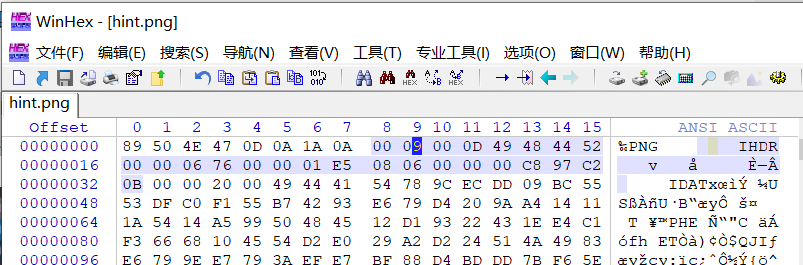 WinHex - [hint.png]
文件(F) 编辑(E) 搜索(S) 导航(N) 查看(V) 工具(T) 专业工具(I) 选项(O) 窗口(W) 帮助(H)
hint.png
Offset 0 1 2 3 4 5 6 7 8 9 10 11 12 13 14 15 ANSI ASCII
00000000 89 50 4E 47 0D 0A 1A 0A 00 00 00 0D 49 48 44 52 ‰PNG IHDR
00000016 00 00 06 76 00 00 01 E5 08 06 00 00 00 C8 97 C2 v å È—Â
00000032 0B 00 00 20 00 49 44 41 54 78 9C EC DD 09 BC 55 IDATxœìÝ ¼U
00000048 53 DF C0 F1 55 B7 42 93 E6 79 D4 20 9A A4 14 11 SßÀñU·B“æyÔ š¤
00000064 1A 54 14 A5 99 50 48 45 12 D1 93 22 43 1E E4 C1 T ¥™PHE Ñ“"C äÁ
00000080 F3 66 68 10 45 54 D2 E0 29 A2 D2 24 51 4A 49 83 ófh ETÒà)¢Ò$QJIƒ
00000096 E6 79 9E E7 79 3A EF E7 BF 88 D4 BD DD 7B F6 5E æyžçy:ïç¿ˆÔ½Ý{ö^